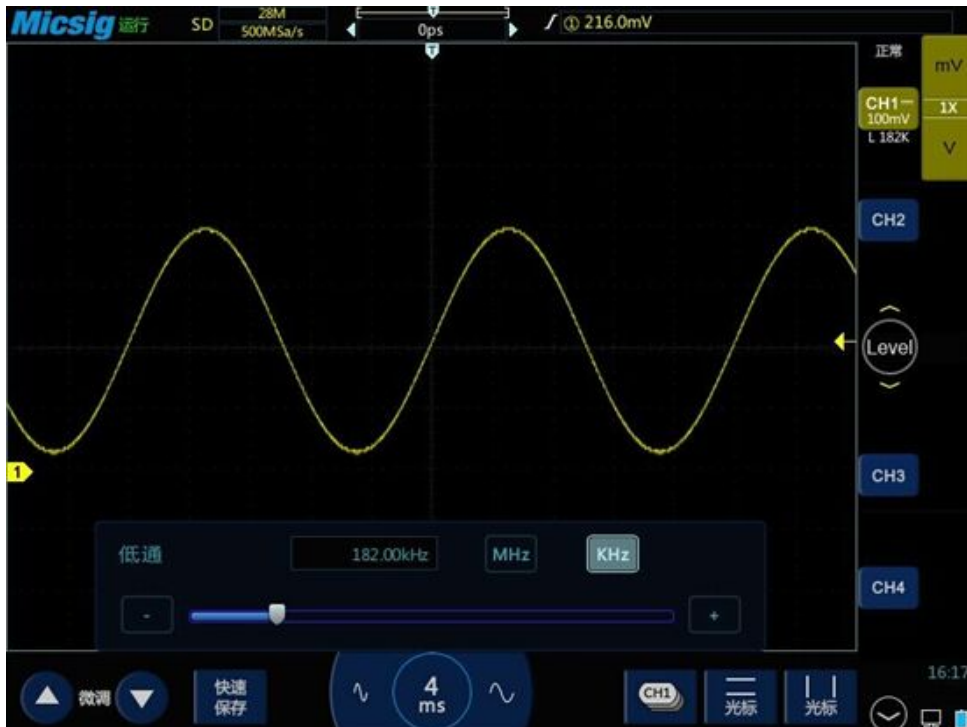 Micsig 运行 SD 28M 500MSa/s 0ps ① 216.0mV
T
T
正常
mV
CH1 100mV
1X
L 182K
V
CH2
Level
1
CH3
低通 182.00kHz MHz KHz
CH4
- +
16:17
微调
快速保存
4 ms
CH1
光标
光标